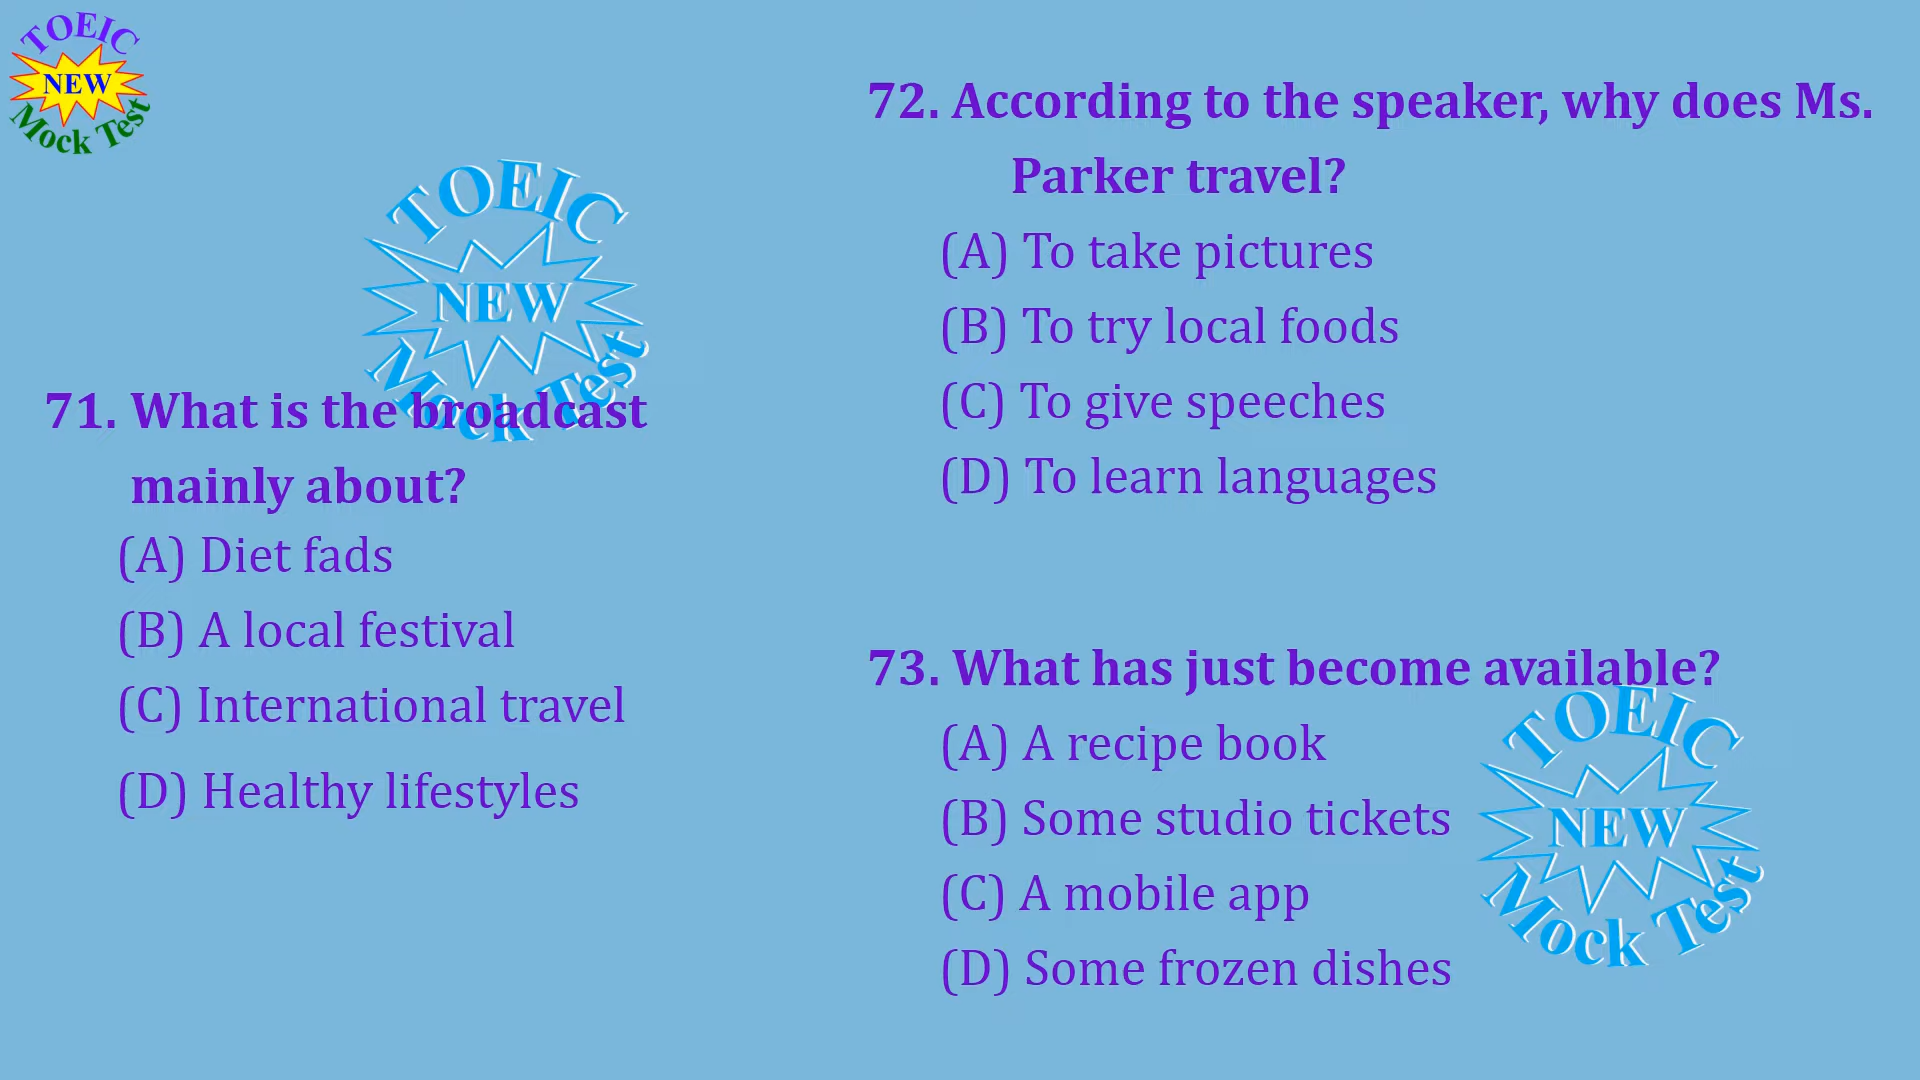 TOEIC
NEW
Mock Test
TOEIC
NEW
Mock Test
71. What is the broadcast
mainly about?
(A) Diet fads
(B) A local festival
(C) International travel
(D) Healthy lifestyles
72. According to the speaker, why does Ms.
Parker travel?
(A) To take pictures
(B) To try local foods
(C) To give speeches
(D) To learn languages
73. What has just become available?
(A) A recipe book
(B) Some studio tickets
(C) A mobile app
(D) Some frozen dishes
TOEIC
NEW
Mock Test